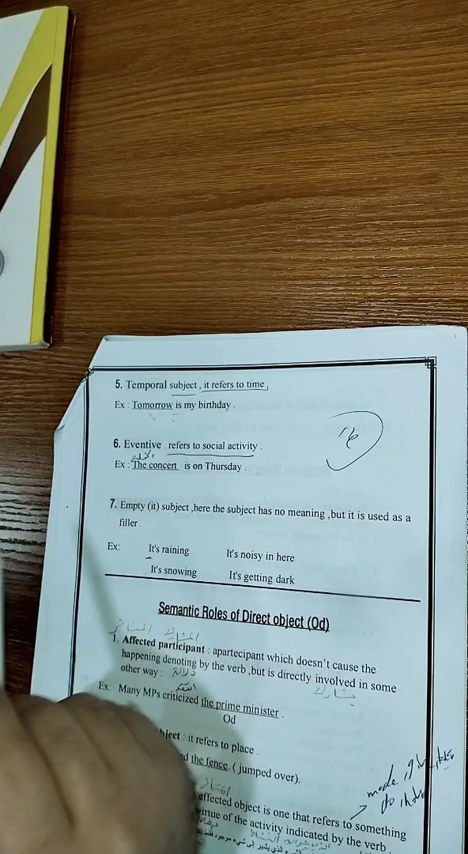 5. Temporal subject , it refers to time ,
Ex : Tomorrow is my birthday .
6. Eventive . refers to social activity .
Ex : The concert is on Thursday .
7. Empty (it) subject ,here the subject has no meaning ,but it is used as a
filler .
Ex: It's raining It's noisy in here
It's snowing It's getting dark
Semantic Roles of Direct object (Od)
المشارك
1. Affected participant : apartecipant which doesn't cause the
happening denoting by the verb ,but is directly involved in some
other way : دلالة يشارك
Ex: Many MPs criticized the prime minister .
Od
bject : it refers to place .
d the fence. ( jumped over).
effected object is one that refers to something
virtue of the activity indicated by the verb .